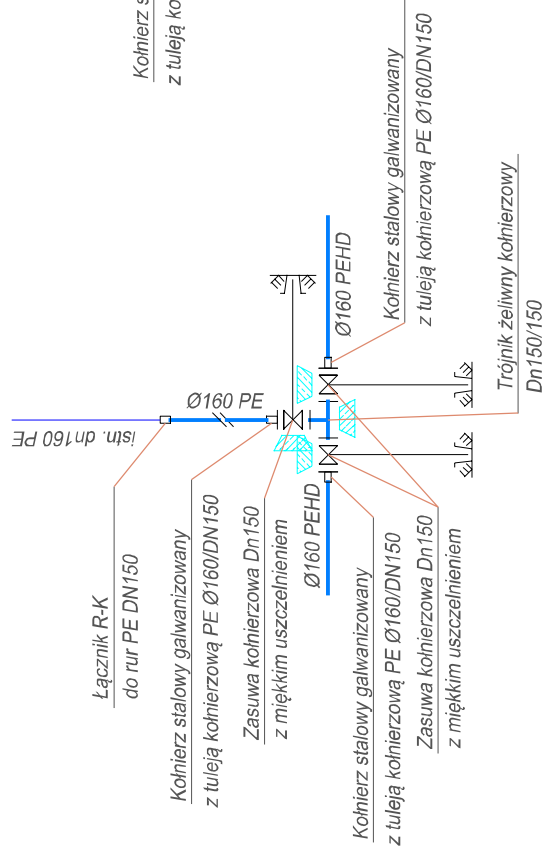 Kołnierz s
z tuleją ko
istn. dn160 PE
Łącznik R-K
do rur PE DN150
Ø160 PE
Kołnierz stalowy galwanizowany
z tuleją kołnierzową PE Ø160/DN150
Zasuwa kołnierzowa Dn150
z miękkim uszczelnieniem
Ø160 PEHD
Kołnierz stalowy galwanizowany
z tuleją kołnierzową PE Ø160/DN150
Zasuwa kołnierzowa Dn150
z miękkim uszczelnieniem
Ø160 PEHD
Kołnierz stalowy galwanizowany
z tuleją kołnierzową PE Ø160/DN150
Trójnik żeliwny kołnierzowy
Dn150/150